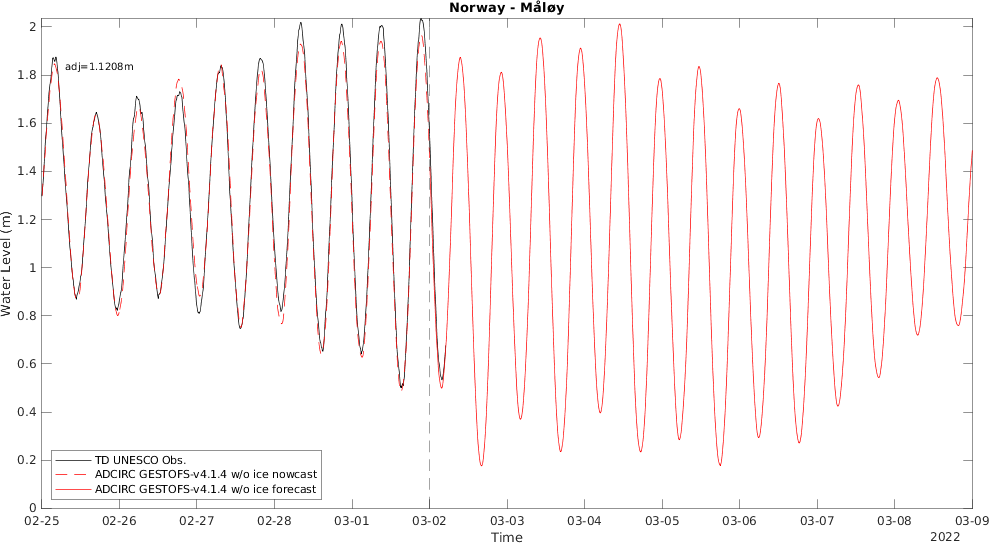 Norway - Måløy
adj=1.1208m
Water Level (m)
2
1.8
1.6
1.4
1.2
1
0.8
0.6
0.4
0.2
0
TD UNESCO Obs.
ADCIRC GESTOFS-v4.1.4 w/o ice nowcast
ADCIRC GESTOFS-v4.1.4 w/o ice forecast
02-25 02-26 02-27 02-28 03-01 03-02 03-03 03-04 03-05 03-06 03-07 03-08 03-09
Time
2022